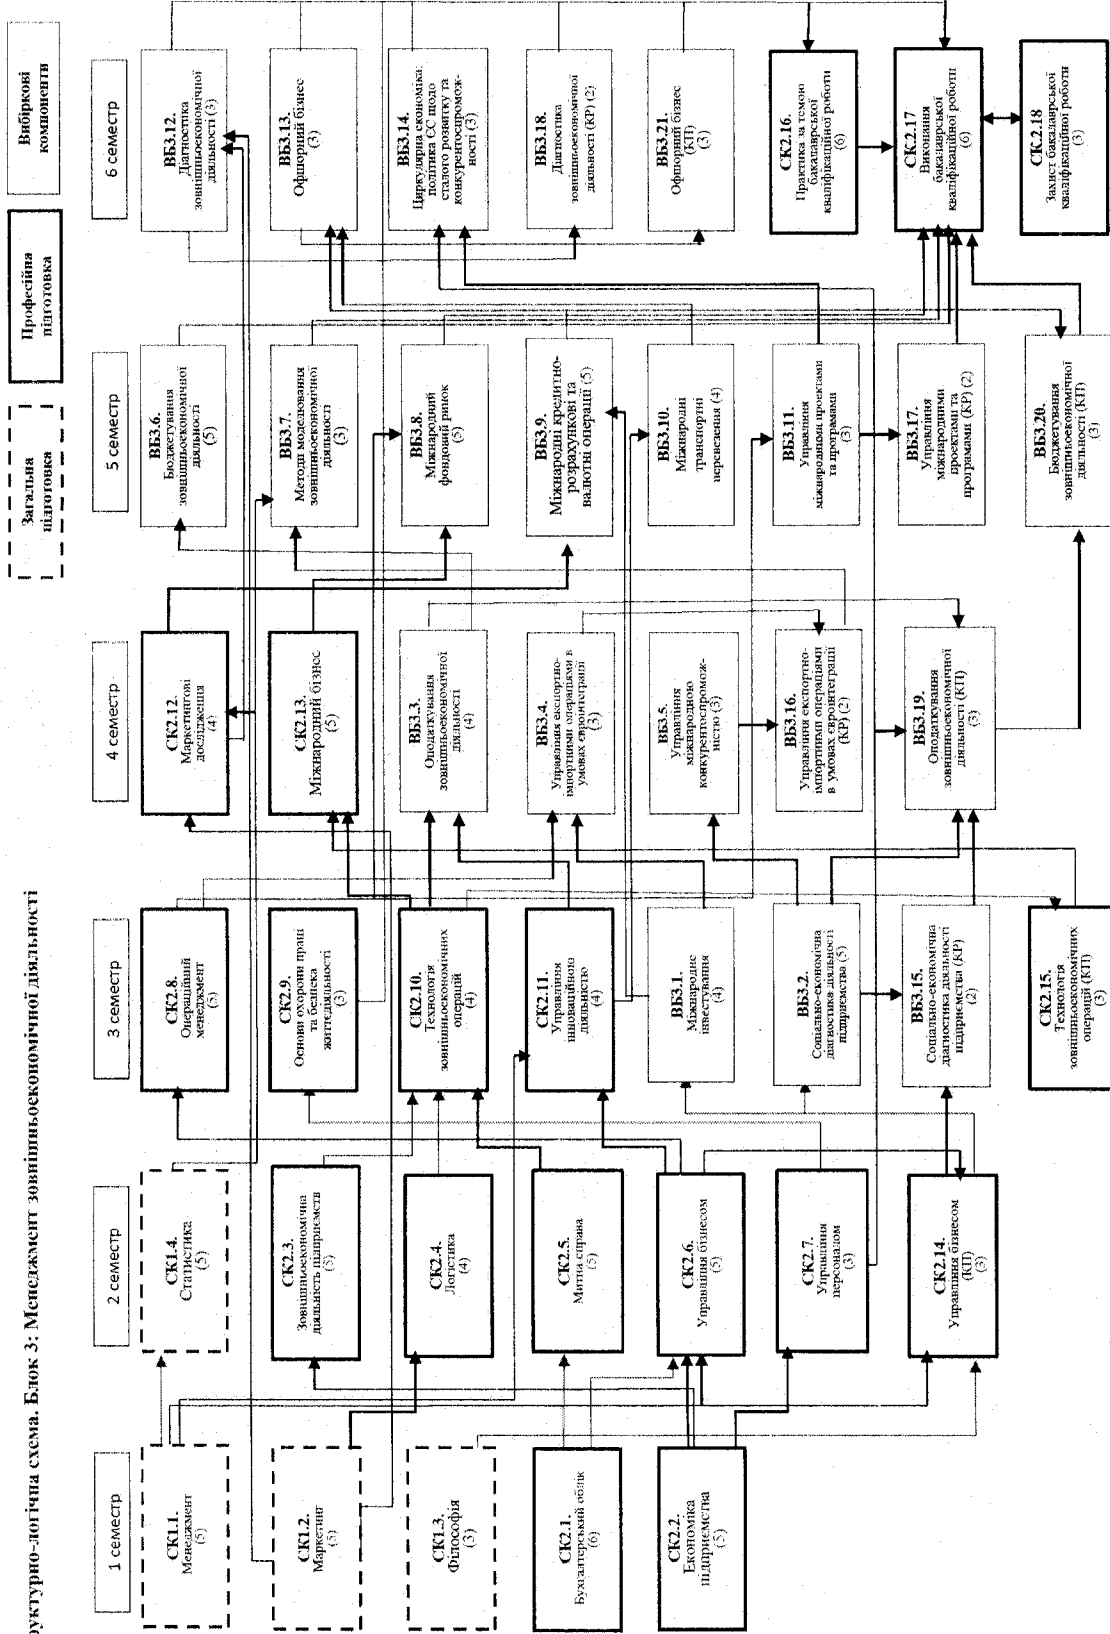 руктурно-логічна схема. Блок 3: Менеджмент зовнішньоекономічної діяльності
Загальна
підготовка
Професійна
підготовка
Вибіркові
компоненти
1 семестр
СК1.1.
Менеджмент
(5)
СК1.2.
Маркетинг
(5)
СК1.3.
Філософія
(3)
СК2.1.
Бухгалтерський облік
(6)
СК2.2.
Економіка
підприємства
(5)
2 семестр
СК1.4.
Статистика
(5)
СК2.3.
Зовнішньоекономічна
діяльність підприємств
(5)
СК2.4.
Логістика
(4)
СК2.5.
Митна справа
(5)
СК2.6.
Управління бізнесом
(5)
СК2.7.
Управління
персоналом
(3)
СК2.14.
Управління бізнесом
(КП)
(3)
3 семестр
СК2.8.
Операційний
менеджмент
(5)
СК2.9.
Основи охорони праці
та безпека
життєдіяльності
(3)
СК2.10.
Технологія
зовнішньоекономічних
операцій
(4)
СК2.11.
Управління
інноваційною
діяльністю
(4)
ВБ3.1.
Міжнародне
інвестування
(4)
ВБ3.2.
Соціально-економічна
діагностика діяльності
підприємства (5)
ВБ3.15.
Соціально-економічна
діагностика діяльності
підприємства (КР)
(2)
СК2.15.
Технологія
зовнішньоекономічних
операцій (КП)
(3)
4 семестр
СК2.12.
Маркетингові
дослідження
(4)
СК2.13.
Міжнародний бізнес
(5)
ВБ3.3.
Оподаткування
зовнішньоекономічної
діяльності
(4)
ВБ3.4.
Управління експортно-
імпортними операціями в
умовах євроінтеграції
(3)
ВБ3.5.
Управління
міжнародною
конкурентоспромож-
ністю (3)
ВБ3.16.
Управління експортно-
імпортними операціями
в умовах євроінтеграції
(КР) (2)
ВБ3.19.
Оподаткування
зовнішньоекономічної
діяльності (КП)
(3)
5 семестр
ВБ3.6.
Бюджетування
зовнішньоекономічної
діяльності
(5)
ВБ3.7.
Методи моделювання
зовнішньоекономічної
діяльності
(3)
ВБ3.8.
Міжнародний
фондовий ринок
(5)
ВБ3.9.
Міжнародні кредитно-
розрахункові та
валютні операції (5)
ВБ3.10.
Міжнародні
транспортні
перевезення (4)
ВБ3.11.
Управління
міжнародними проектами
та програмами
(3)
ВБ3.17.
Управління
міжнародними
проектами та
програмами (КР) (2)
ВБ3.20.
Бюджетування
зовнішньоекономічної
діяльності (КП)
(3)
6 семестр
ВБ3.12.
Діагностика
зовнішньоекономічної
діяльності (3)
ВБ3.13.
Офшорний бізнес
(3)
ВБ3.14.
Циркулярна економіка:
політика ЄС щодо
сталого розвитку та
конкурентоспромож-
ності (3)
ВБ3.18.
Діагностика
зовнішньоекономічної
діяльності (КР) (2)
ВБ3.21.
Офшорний бізнес
(КП)
(3)
СК2.16.
Практика за темою
бакалаврської
кваліфікаційної роботи
(6)
СК.2.17
Виконання
бакалаврської
кваліфікаційної роботи
(6)
СК.2.18
Захист бакалаврської
кваліфікаційної роботи
(3)